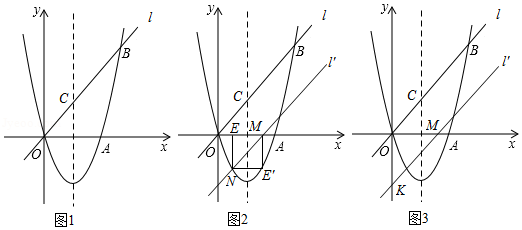 y l B C O A x 图1
y l B l' C E M O A x N E' 图2
y l B l' C M O A x K 图3